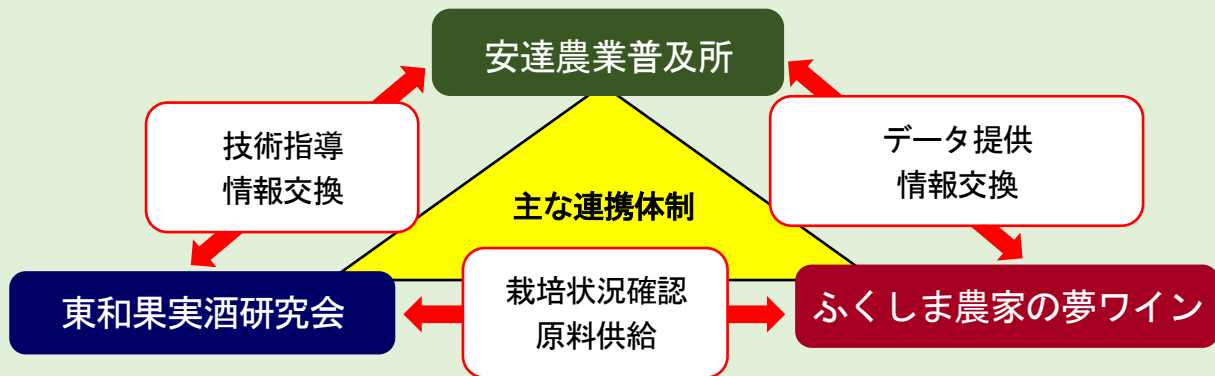 安達農業普及所
技術指導
情報交換
データ提供
情報交換
主な連携体制
東和果実酒研究会
栽培状況確認
原料供給
ふくしま農家の夢ワイン